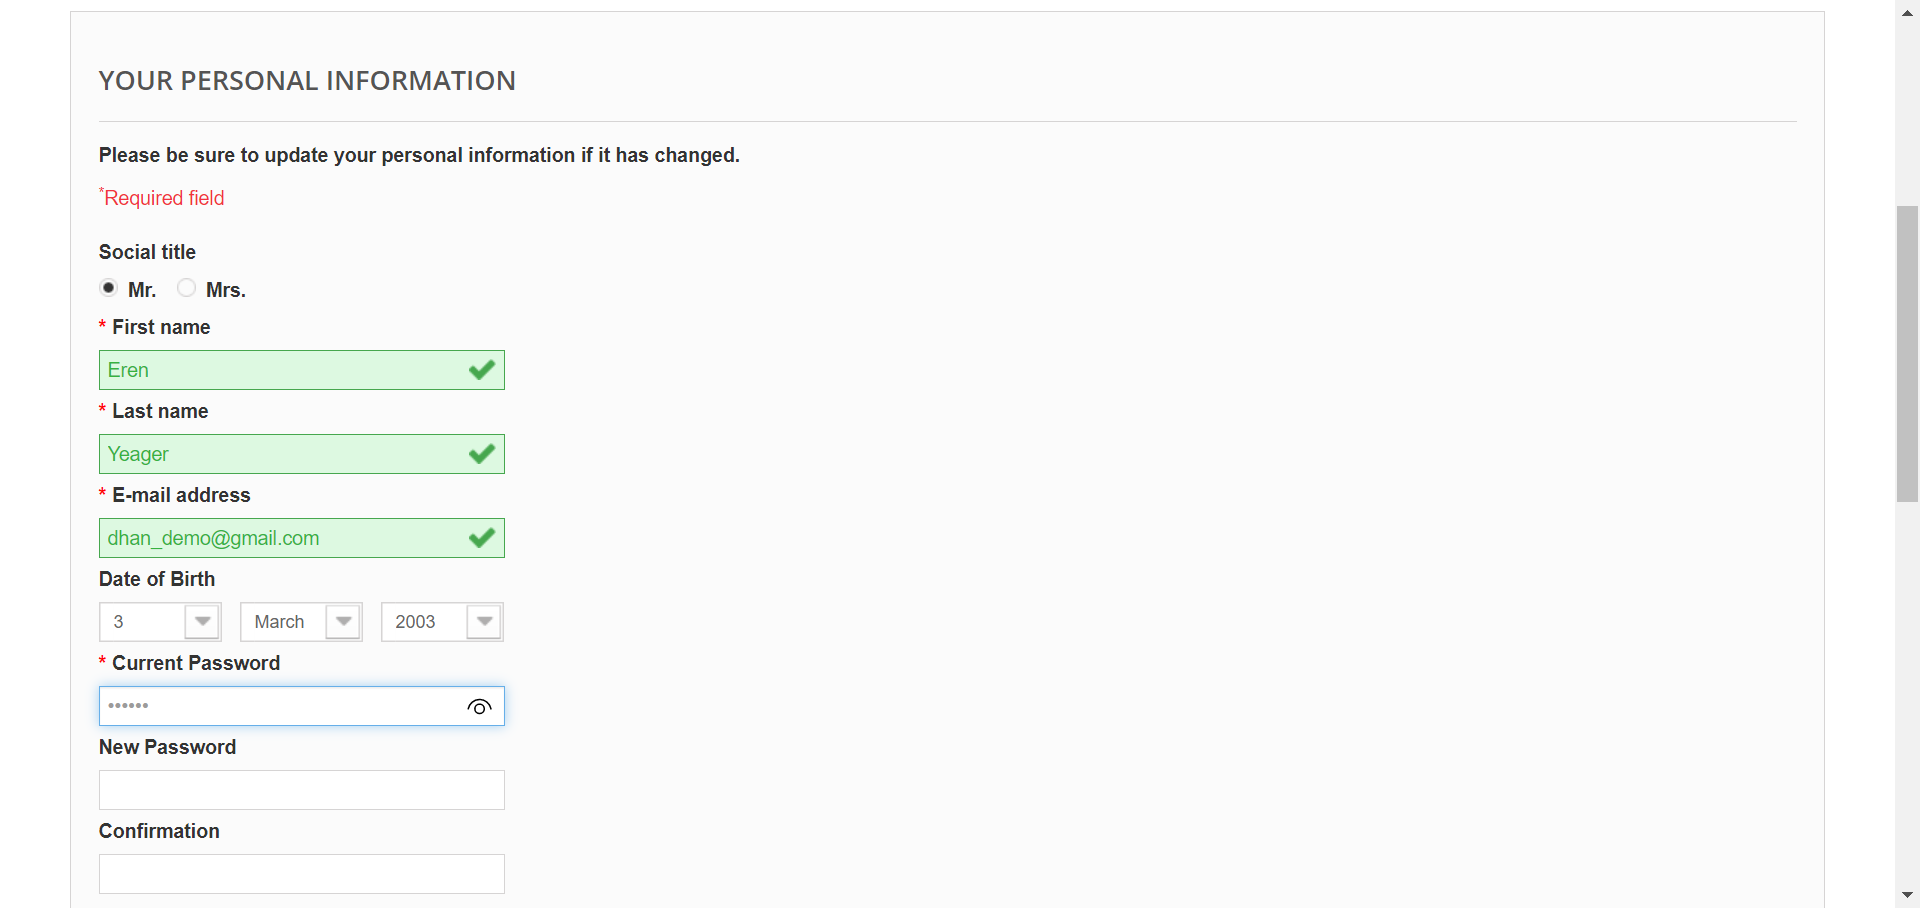 YOUR PERSONAL INFORMATION
Please be sure to update your personal information if it has changed.
*Required field
Social title
Mr. Mrs.
* First name
Eren
* Last name
Yeager
* E-mail address
dhan_demo@gmail.com
Date of Birth
3 March 2003
* Current Password
••••••
New Password
Confirmation